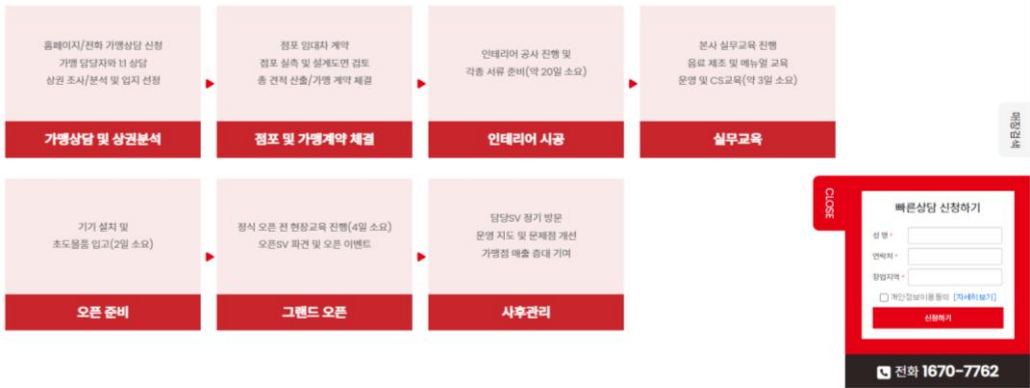 홈페이지/전화 가맹상담 신청
가맹 담당자와 1:1 상담
상권 조사/분석 및 입지 선정
가맹상담 및 상권분석
점포 임대차 계약
점포 실측 및 설계도면 검토
총 견적 산출/가맹 계약 체결
점포 및 가맹계약 체결
인테리어 공사 진행 및
각종 서류 준비(약 20일 소요)
인테리어 시공
본사 실무교육 진행
음료 제조 및 메뉴얼 교육
운영 및 CS교육(약 3일 소요)
실무교육
기기 설치 및
초도물품 입고(2일 소요)
오픈 준비
정식 오픈 전 현장교육 진행(4일 소요)
오픈SV 파견 및 오픈 이벤트
그랜드 오픈
담당SV 정기 방문
운영 지도 및 문제점 개선
가맹점 매출 증대 기여
사후관리
매장검색
CLOSE
빠른상담 신청하기
성 명 *
연락처 *
창업지역 *
개인정보이용동의 [자세히보기]
신청하기
전화 1670-7762